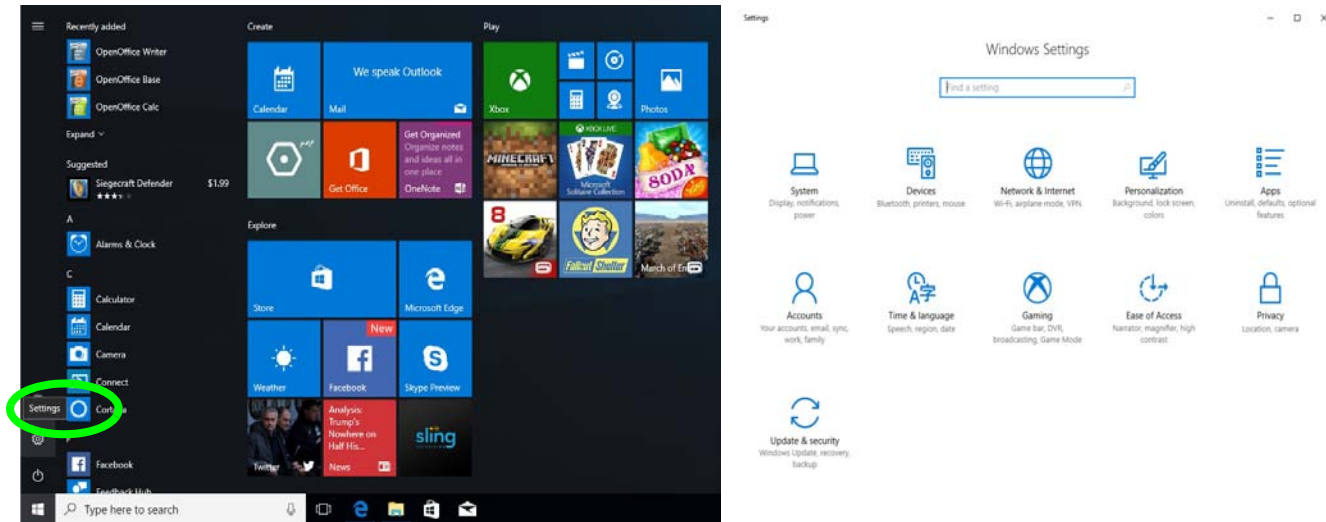 Recently added
OpenOffice Writer
OpenOffice Base
OpenOffice Calc
Expand
Suggested
Siegecraft Defender $1.99
A
Alarms & Clock
C
Calculator
Calendar
Camera
Connect
Settings
Facebook
Feedback Hub
Type here to search
Create
Calendar
We speak Outlook
Mail
Get Office
Get Organized
Organize notes
and ideas all in
one place
OneNote
Explore
Store
Microsoft Edge
Weather
New
Facebook
Skype Preview
Twitter
Analysis:
Trump's
Nowhere on
Half His...
News
sling
Play
Xbox
Photos
MINECRAFT
XBOX LIVE
Microsoft
Solitaire Collection
SODA
8
Fallout Shelter
March of Em
Settings
Windows Settings
Find a setting
System
Display, notifications,
power
Devices
Bluetooth, printers, mouse
Network & Internet
Wi-Fi, airplane mode, VPN
Personalization
Background, lock screen,
colors
Apps
Uninstall, defaults, optional
features
Accounts
Your accounts, email, sync,
work, family
Time & language
Speech, region, date
Gaming
Game bar, DVR,
broadcasting, Game Mode
Ease of Access
Narrator, magnifier, high
contrast
Privacy
Location, camera
Update & security
Windows Update, recovery,
backup